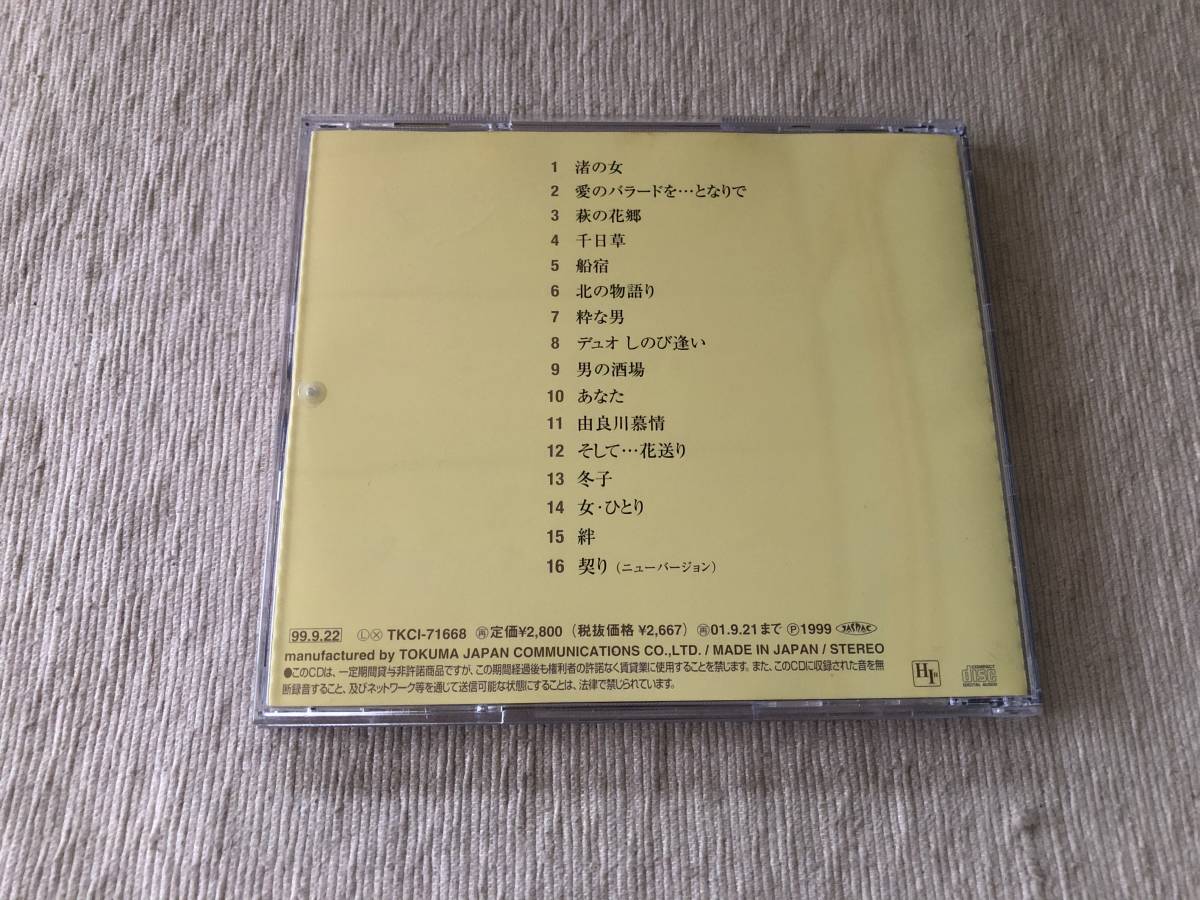 1 渚の女
2 愛のバラードを…となりで
3 萩の花郷
4 千日草
5 船宿
6 北の物語り
7 粋な男
8 デュオ しのび逢い
9 男の酒場
10 あなた
11 由良川慕情
12 そして…花送り
13 冬子
14 女・ひとり
15 絆
16 契り（ニューバージョン）
99.9.22 Ⓛ Ⓧ TKCI-71668 ㊞定価¥2,800（税抜価格 ¥2,667）01.9.21まで Ⓟ1999 JASRAC
manufactured by TOKUMA JAPAN COMMUNICATIONS CO.,LTD. / MADE IN JAPAN / STEREO
●このCDは、一定期間貸与非許諾商品ですが、この期間経過後も権利者の許諾なく賃貸業に使用することを禁じます。また、このCDに収録された音を無
断録音すること、及びネットワーク等を通じて送信可能な状態にすることは、法律で禁じられています。
COMPACT
disc
DIGITAL AUDIO